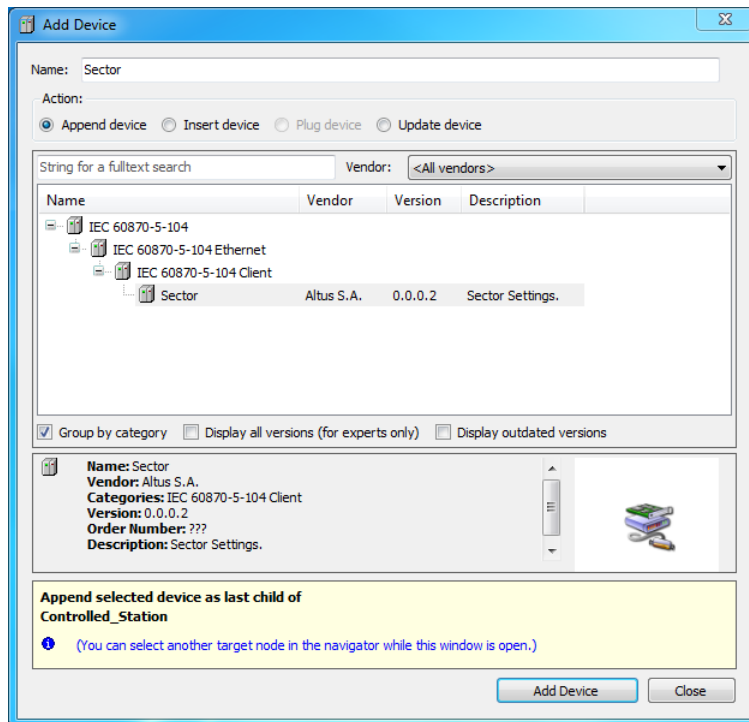 Add Device
Name: Sector
Action:
Append device Insert device Plug device Update device
String for a fulltext search Vendor: <All vendors>
Name Vendor Version Description
IEC 60870-5-104
IEC 60870-5-104 Ethernet
IEC 60870-5-104 Client
Sector Altus S.A. 0.0.0.2 Sector Settings.
Group by category Display all versions (for experts only) Display outdated versions
Name: Sector
Vendor: Altus S.A.
Categories: IEC 60870-5-104 Client
Version: 0.0.0.2
Order Number: ???
Description: Sector Settings.
Append selected device as last child of
Controlled_Station
(You can select another target node in the navigator while this window is open.)
Add Device Close